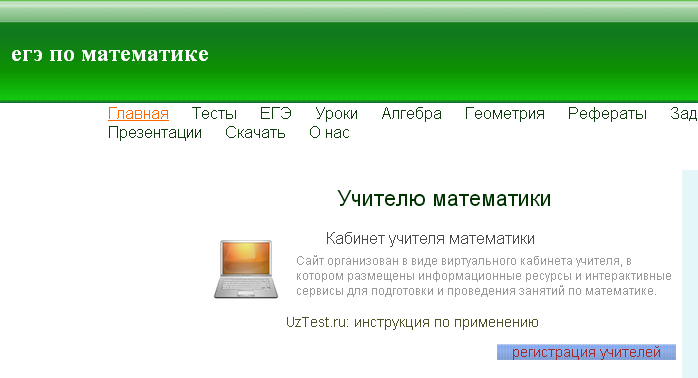 егэ по математике
Главная Тесты ЕГЭ Уроки Алгебра Геометрия Рефераты
Презентации Скачать О нас
Учителю математики
Кабинет учителя математики
Сайт организован в виде виртуального кабинета учителя, в
котором размещены информационные ресурсы и интерактивные
сервисы для подготовки и проведения занятий по математике.
UzTest.ru: инструкция по применению
регистрация учителей